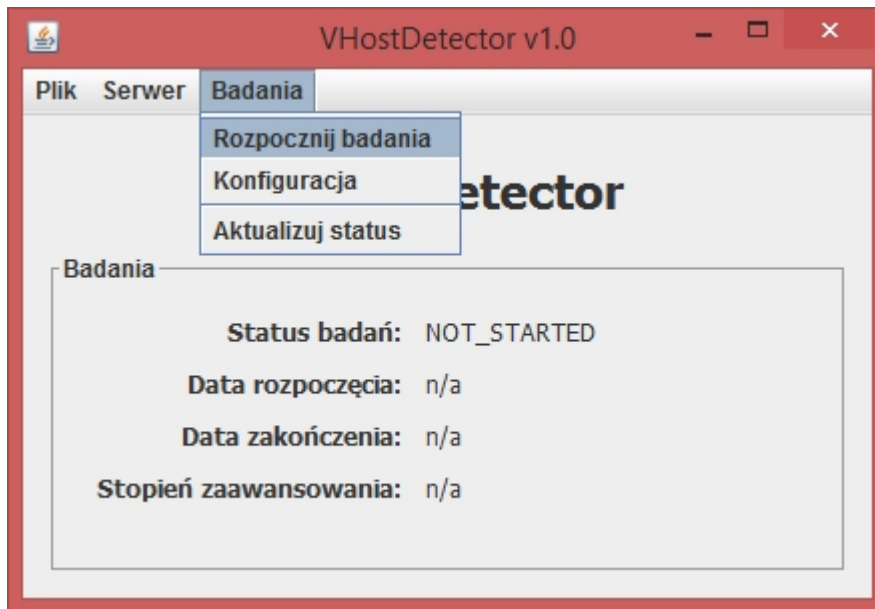 VHostDetector v1.0
Plik Serwer Badania
Rozpocznij badania
Konfiguracja
etector
Aktualizuj status
Badania
Status badań: NOT_STARTED
Data rozpoczęcia: n/a
Data zakończenia: n/a
Stopień zaawansowania: n/a